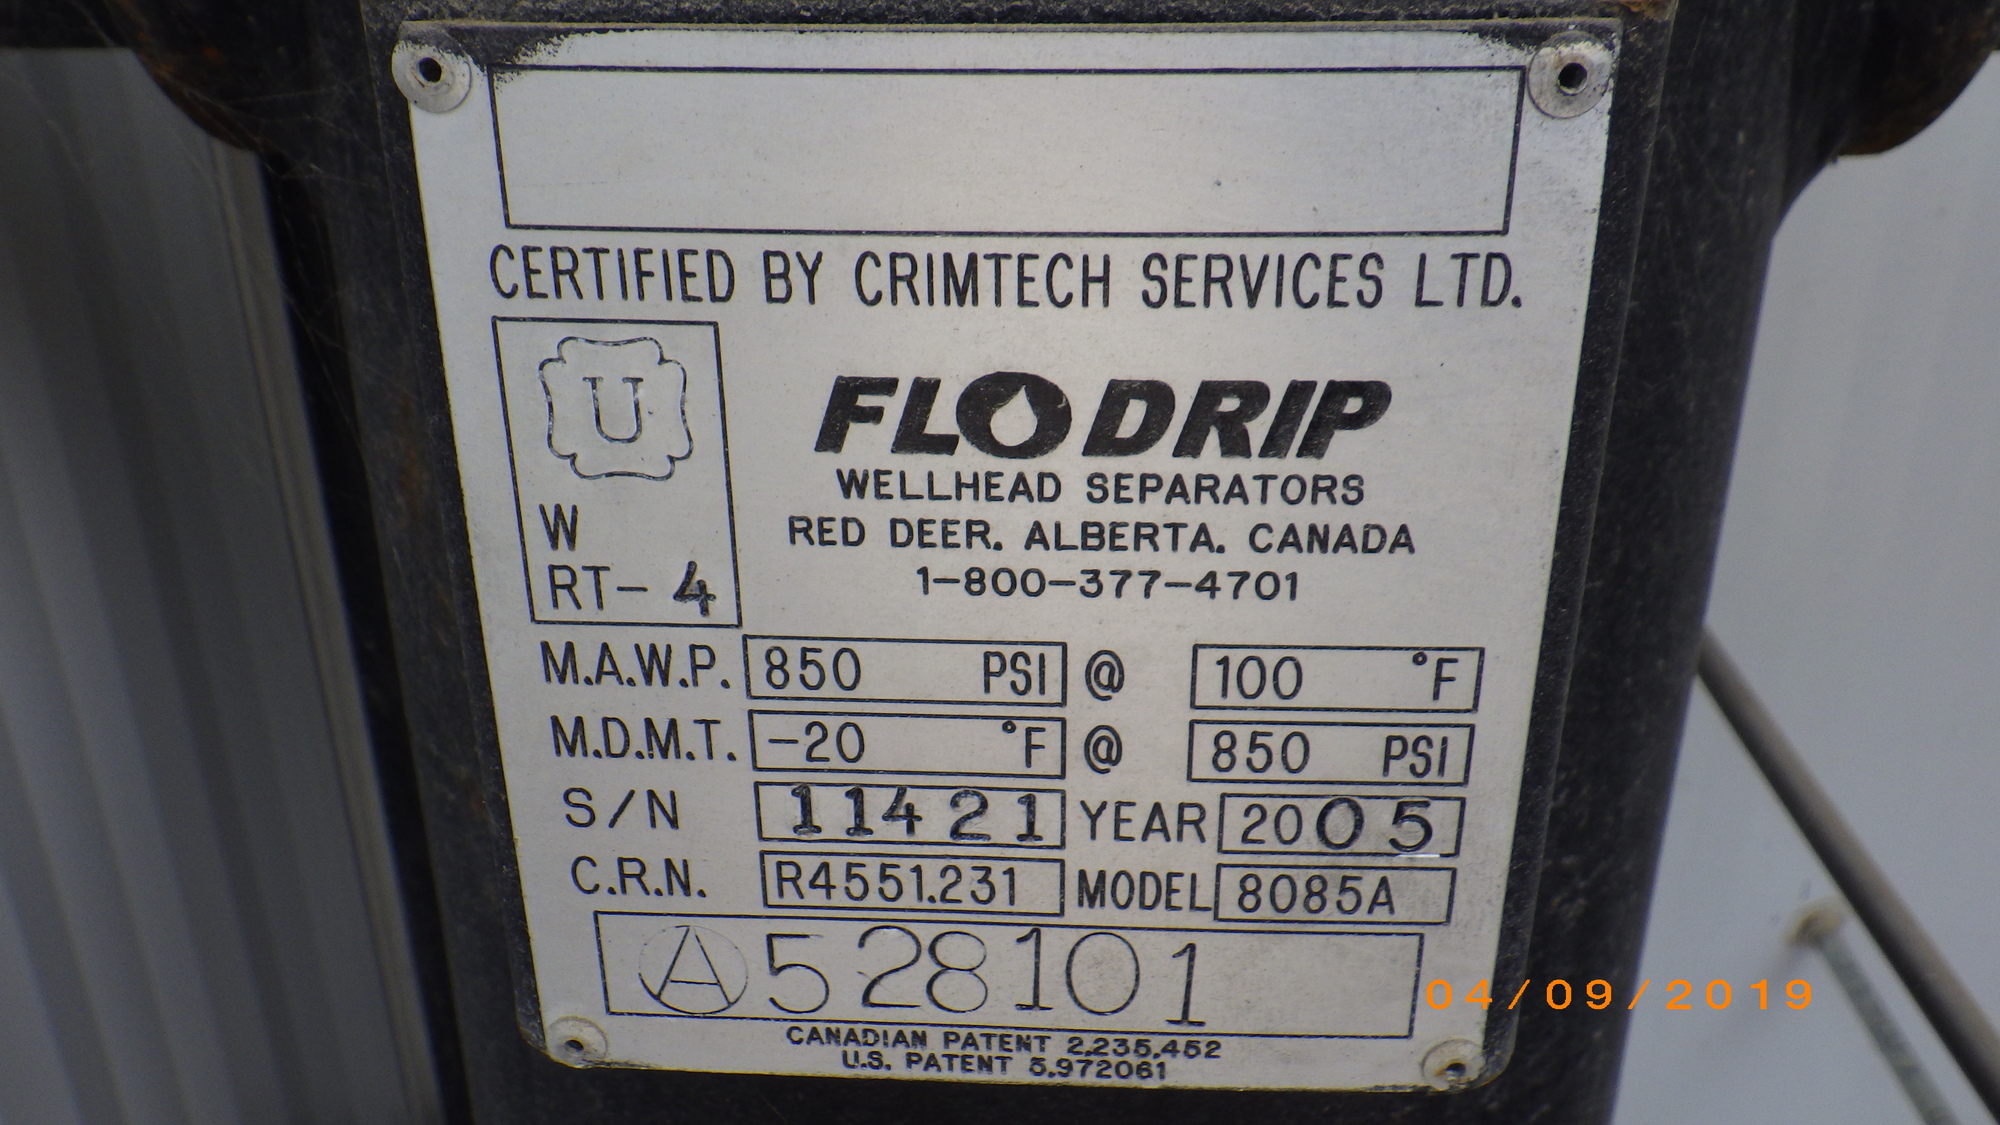 CERTIFIED BY CRIMTECH SERVICES LTD.
U
W
RT- 4
FLODRIP
WELLHEAD SEPARATORS
RED DEER. ALBERTA. CANADA
1-800-377-4701
M.A.W.P. 850 PSI @ 100 °F
M.D.M.T. -20 °F @ 850 PSI
S/N 11421 YEAR 2005
C.R.N. R4551.231 MODEL 8085A
A 528101
CANADIAN PATENT 2.235.452
U.S. PATENT 5.972061
04/09/2019